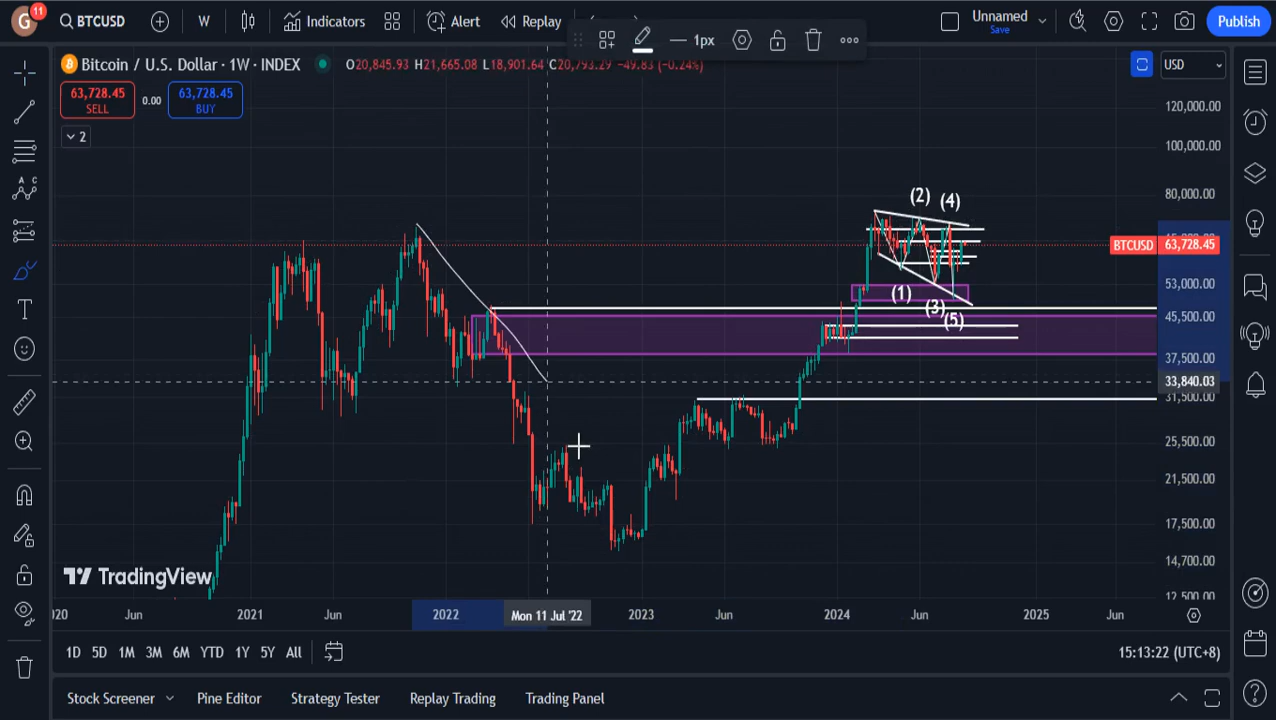 G 11 BTCUSD W Indicators Alert Replay Unnamed Save Publish
1px
Bitcoin / U.S. Dollar · 1W · INDEX O20,845.93 H21,665.08 L18,901.64 C20,793.29 −49.83 (−0.24%) USD
63,728.45 SELL 0.00 63,728.45 BUY
2
120,000.00
100,000.00
80,000.00
(2) (4)
BTCUSD 63,728.45
53,000.00
(1)
(3)
(5)
45,500.00
37,500.00
33,840.03
31,500.00
25,500.00
21,500.00
17,500.00
14,700.00
12,500.00
TradingView
2020 Jun 2021 Jun 2022 Mon 11 Jul '22 2023 Jun 2024 Jun 2025 Jun
1D 5D 1M 3M 6M YTD 1Y 5Y All 15:13:22 (UTC+8)
Stock Screener Pine Editor Strategy Tester Replay Trading Trading Panel